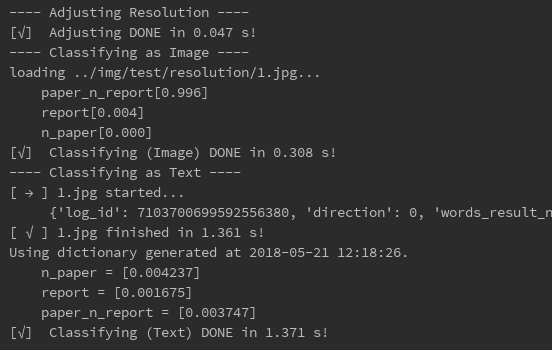 ---- Adjusting Resolution ----
[√]  Adjusting DONE in 0.047 s!
---- Classifying as Image ----
loading ../img/test/resolution/1.jpg...
    paper_n_report[0.996]
    report[0.004]
    n_paper[0.000]
[√]  Classifying (Image) DONE in 0.308 s!
---- Classifying as Text ----
[ → ] 1.jpg started...
     {'log_id': 7103700699592556380, 'direction': 0, 'words_result_n
[ √ ] 1.jpg finished in 1.361 s!
Using dictionary generated at 2018-05-21 12:18:26.
    n_paper = [0.004237]
    report = [0.001675]
    paper_n_report = [0.003747]
[√]  Classifying (Text) DONE in 1.371 s!